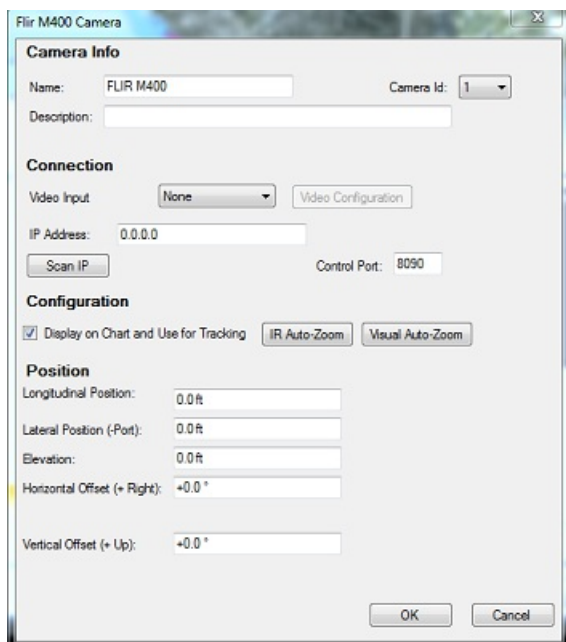 Flir M400 Camera
Camera Info
Name: FLIR M400 Camera Id: 1
Description:
Connection
Video Input None Video Configuration
IP Address: 0.0.0.0
Scan IP Control Port: 8090
Configuration
Display on Chart and Use for Tracking IR Auto-Zoom Visual Auto-Zoom
Position
Longitudinal Position: 0.0 ft
Lateral Position (-Port): 0.0 ft
Elevation: 0.0 ft
Horizontal Offset (+ Right): +0.0 °
Vertical Offset (+ Up): +0.0 °
OK Cancel